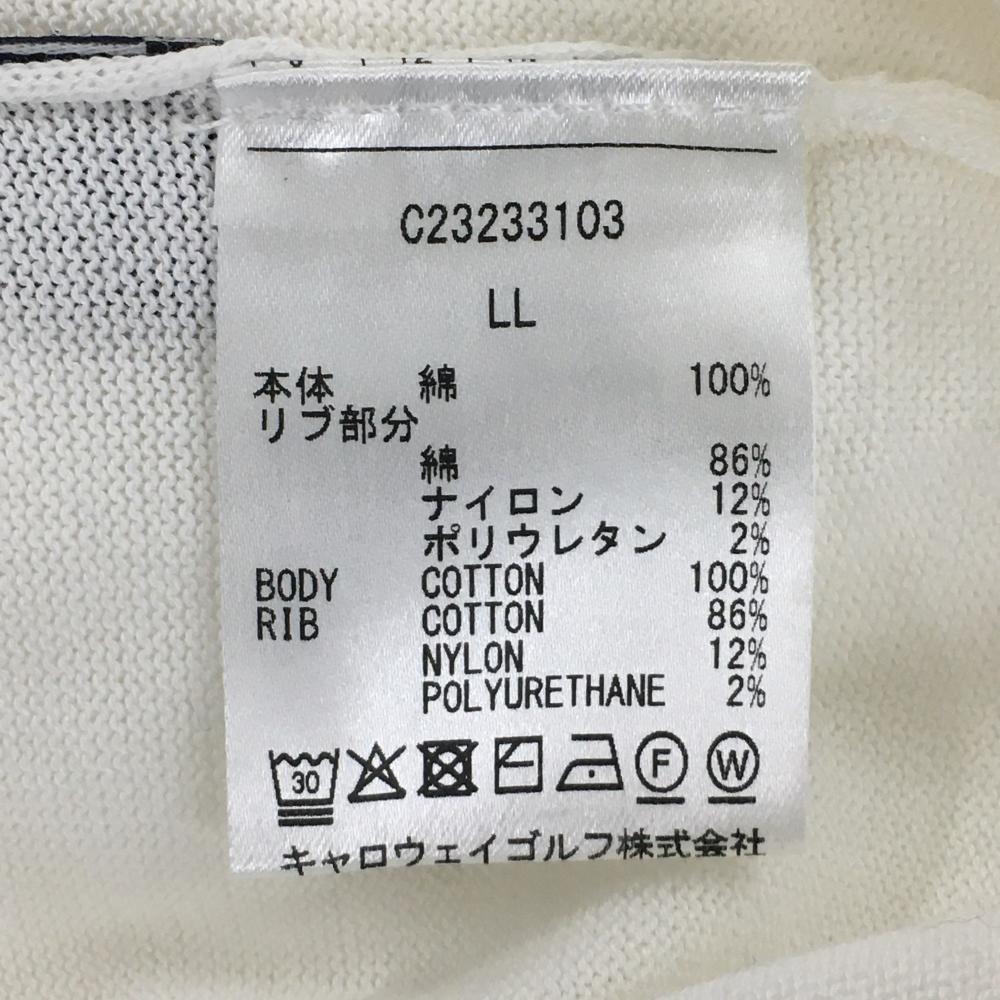 C23233103
LL
本体 綿 100%
リブ部分
綿 86%
ナイロン 12%
ポリウレタン 2%
BODY COTTON 100%
RIB COTTON 86%
NYLON 12%
POLYURETHANE 2%
30 F W
キャロウェイゴルフ株式会社